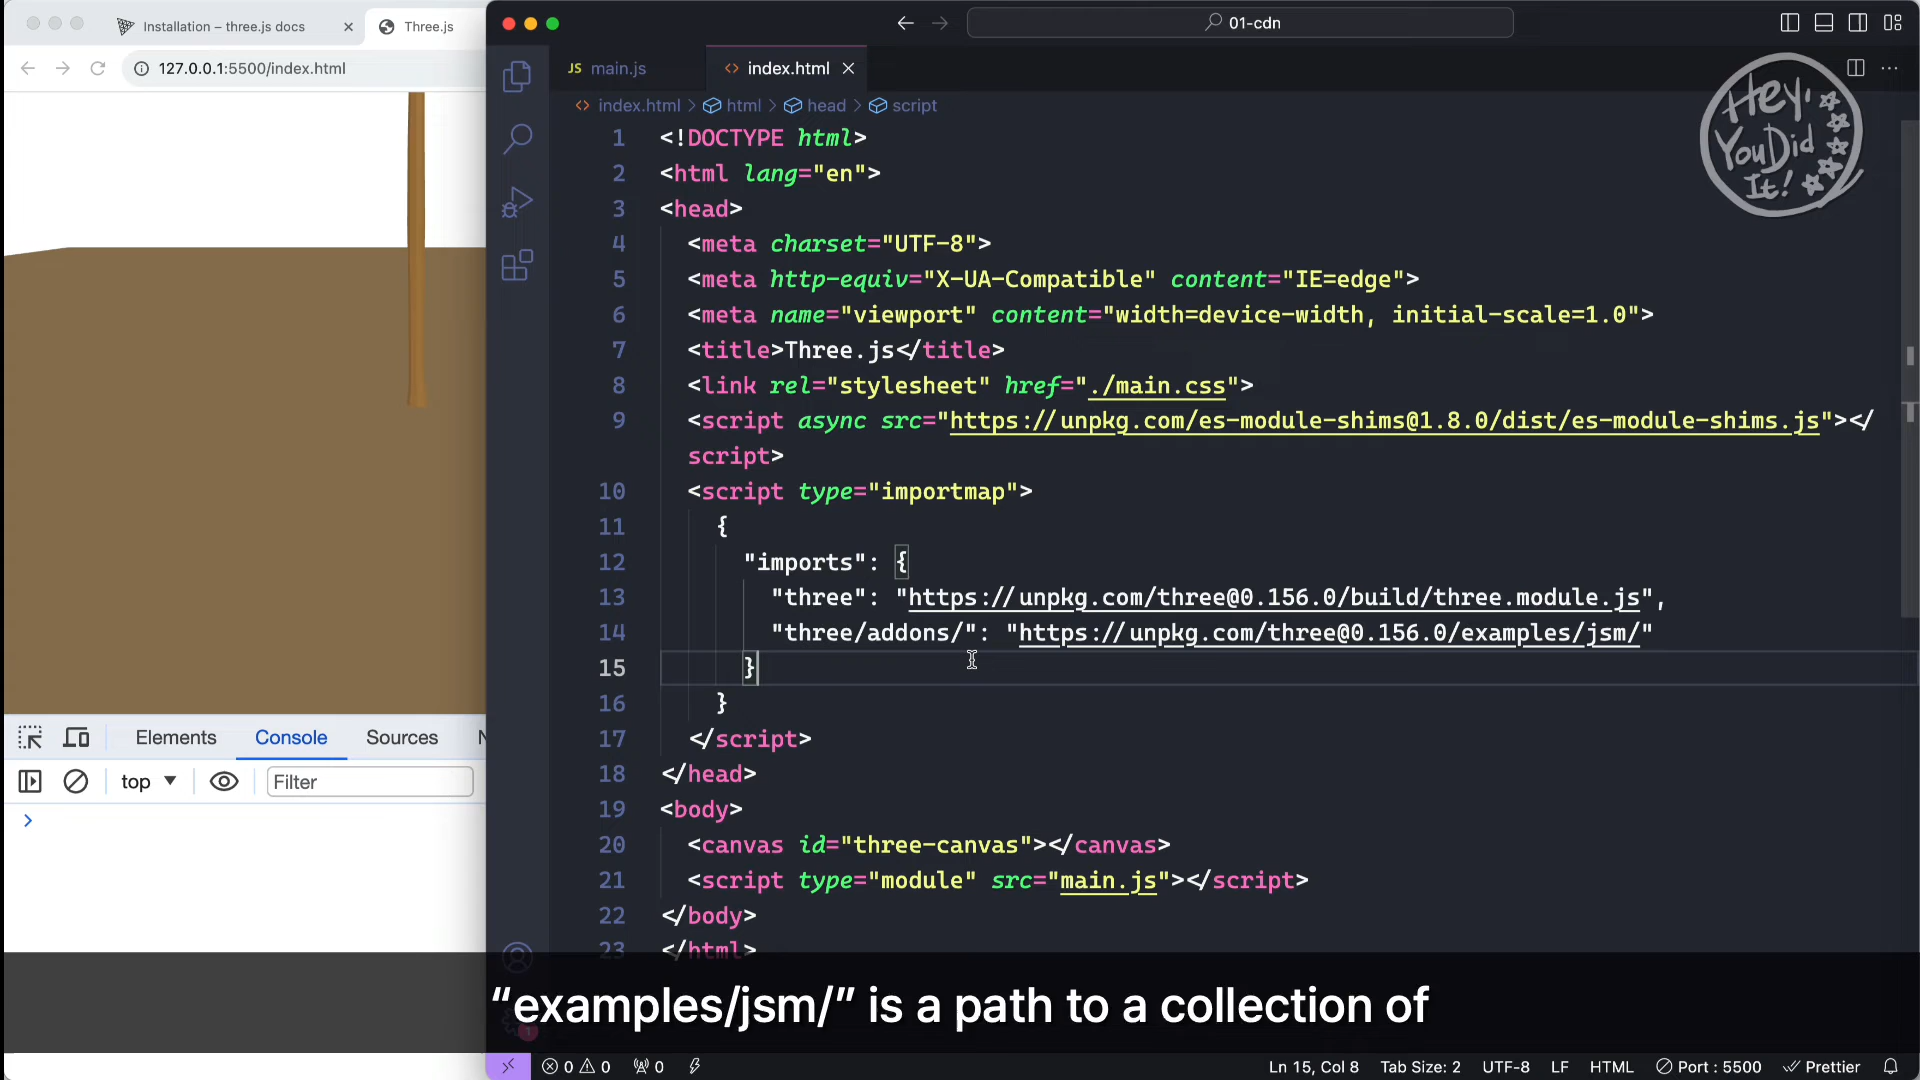 Installation – three.js docs
Three.js
127.0.0.1:5500/index.html
01-cdn
JS main.js
<> index.html
<> index.html > html > head > script
Hey,
You Did
It!
1 <!DOCTYPE html>
2 <html lang="en">
3 <head>
4 <meta charset="UTF-8">
5 <meta http-equiv="X-UA-Compatible" content="IE=edge">
6 <meta name="viewport" content="width=device-width, initial-scale=1.0">
7 <title>Three.js</title>
8 <link rel="stylesheet" href="./main.css">
9 <script async src="https://unpkg.com/es-module-shims@1.8.0/dist/es-module-shims.js"></
script>
10 <script type="importmap">
11 {
12 "imports": {
13 "three": "https://unpkg.com/three@0.156.0/build/three.module.js",
14 "three/addons/": "https://unpkg.com/three@0.156.0/examples/jsm/"
15 }
16 }
17 </script>
18 </head>
19 <body>
20 <canvas id="three-canvas"></canvas>
21 <script type="module" src="main.js"></script>
22 </body>
23 </html>
Elements Console Sources
top Filter
“examples/jsm/” is a path to a collection of
1
0 0 0
Ln 15, Col 8 Tab Size: 2 UTF-8 LF HTML Port : 5500 Prettier